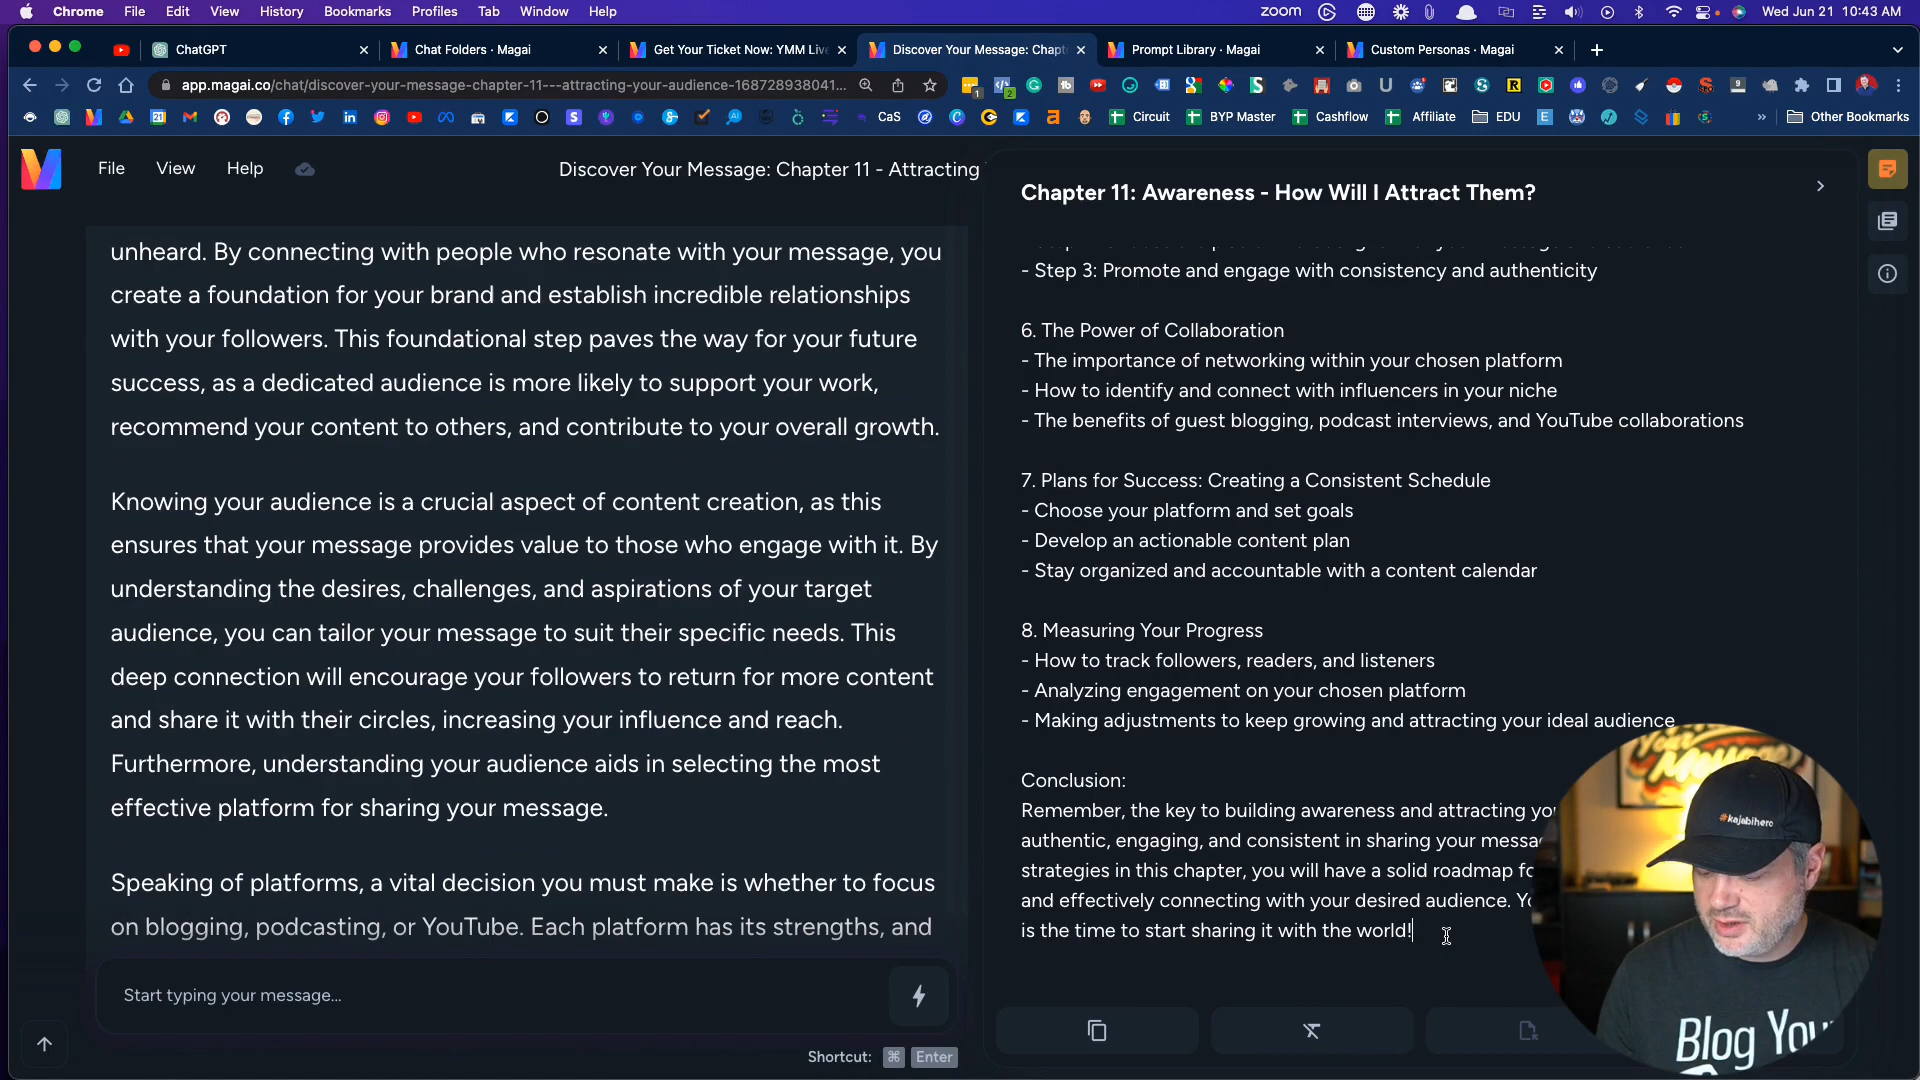 Chrome File Edit View History Bookmarks Profiles Tab Window Help
zoom Wed Jun 21 10:43 AM
ChatGPT
Chat Folders · Magai
Get Your Ticket Now: YMM Liv
Discover Your Message: Chapt
Prompt Library · Magai
Custom Personas · Magai
app.magai.co/chat/discover-your-message-chapter-11---attracting-your-audience-168728938041...
CaS Circuit BYP Master Cashflow Affiliate EDU Other Bookmarks
File View Help
Discover Your Message: Chapter 11 - Attracting
unheard. By connecting with people who resonate with your message, you
create a foundation for your brand and establish incredible relationships
with your followers. This foundational step paves the way for your future
success, as a dedicated audience is more likely to support your work,
recommend your content to others, and contribute to your overall growth.
Knowing your audience is a crucial aspect of content creation, as this
ensures that your message provides value to those who engage with it. By
understanding the desires, challenges, and aspirations of your target
audience, you can tailor your message to suit their specific needs. This
deep connection will encourage your followers to return for more content
and share it with their circles, increasing your influence and reach.
Furthermore, understanding your audience aids in selecting the most
effective platform for sharing your message.
Speaking of platforms, a vital decision you must make is whether to focus
on blogging, podcasting, or YouTube. Each platform has its strengths, and
Start typing your message...
Shortcut: ⌘ Enter
Chapter 11: Awareness - How Will I Attract Them?
- Step 3: Promote and engage with consistency and authenticity
6. The Power of Collaboration
- The importance of networking within your chosen platform
- How to identify and connect with influencers in your niche
- The benefits of guest blogging, podcast interviews, and YouTube collaborations
7. Plans for Success: Creating a Consistent Schedule
- Choose your platform and set goals
- Develop an actionable content plan
- Stay organized and accountable with a content calendar
8. Measuring Your Progress
- How to track followers, readers, and listeners
- Analyzing engagement on your chosen platform
- Making adjustments to keep growing and attracting your ideal audience
Conclusion:
Remember, the key to building awareness and attracting yo
authentic, engaging, and consistent in sharing your messa
strategies in this chapter, you will have a solid roadmap fo
and effectively connecting with your desired audience. Yo
is the time to start sharing it with the world!
#kajabihero
Blog You